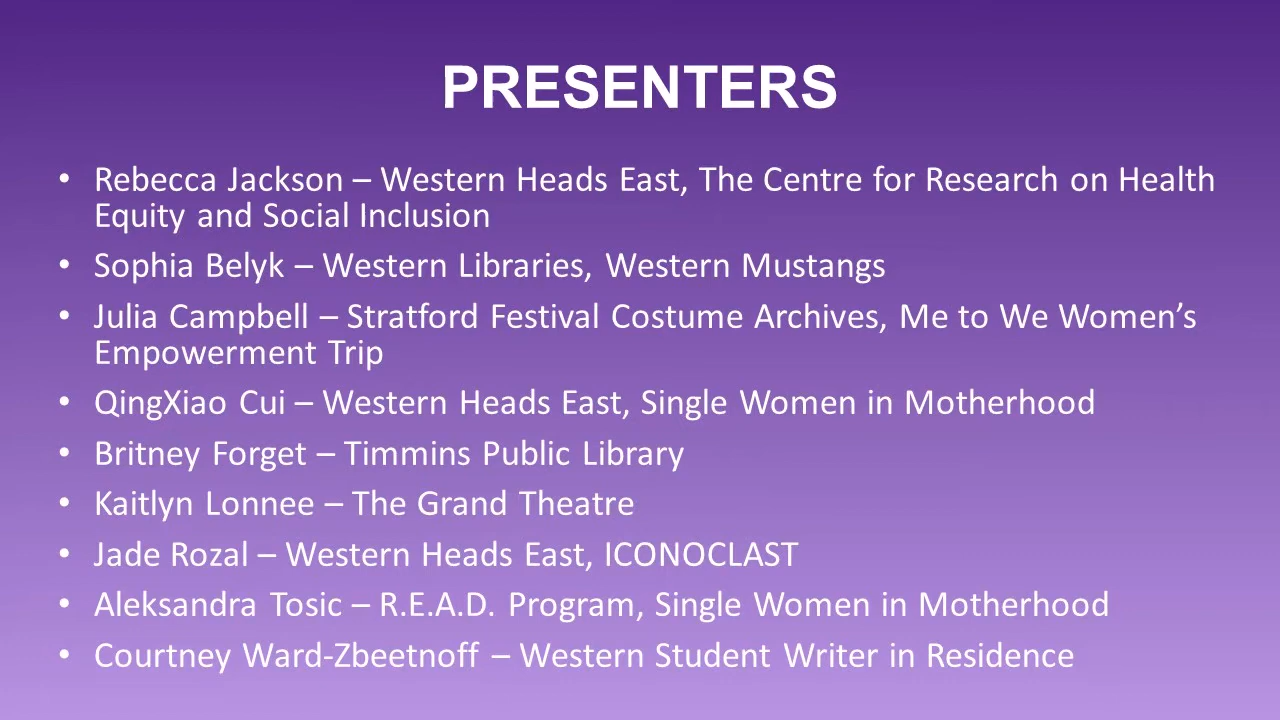 PRESENTERS
• Rebecca Jackson – Western Heads East, The Centre for Research on Health
Equity and Social Inclusion
• Sophia Belyk – Western Libraries, Western Mustangs
• Julia Campbell – Stratford Festival Costume Archives, Me to We Women’s
Empowerment Trip
• QingXiao Cui – Western Heads East, Single Women in Motherhood
• Britney Forget – Timmins Public Library
• Kaitlyn Lonnee – The Grand Theatre
• Jade Rozal – Western Heads East, ICONOCLAST
• Aleksandra Tosic – R.E.A.D. Program, Single Women in Motherhood
• Courtney Ward-Zbeetnoff – Western Student Writer in Residence